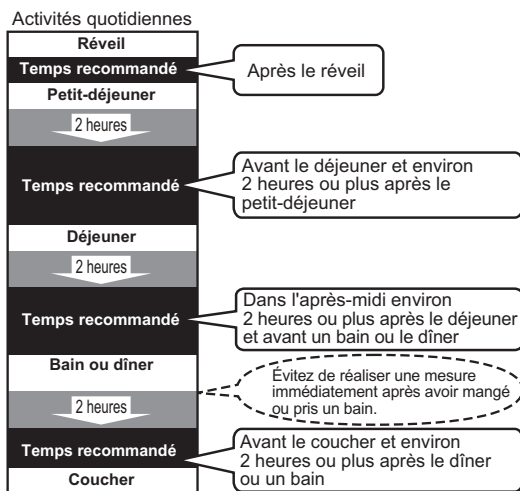 Activités quotidiennes
Réveil
Temps recommandé
Après le réveil
Petit-déjeuner
2 heures
Temps recommandé
Avant le déjeuner et environ
2 heures ou plus après le
petit-déjeuner
Déjeuner
2 heures
Temps recommandé
Dans l'après-midi environ
2 heures ou plus après le déjeuner
et avant un bain ou le dîner
Bain ou dîner
Évitez de réaliser une mesure
immédiatement après avoir mangé
ou pris un bain.
2 heures
Temps recommandé
Avant le coucher et environ
2 heures ou plus après le dîner
ou un bain
Coucher